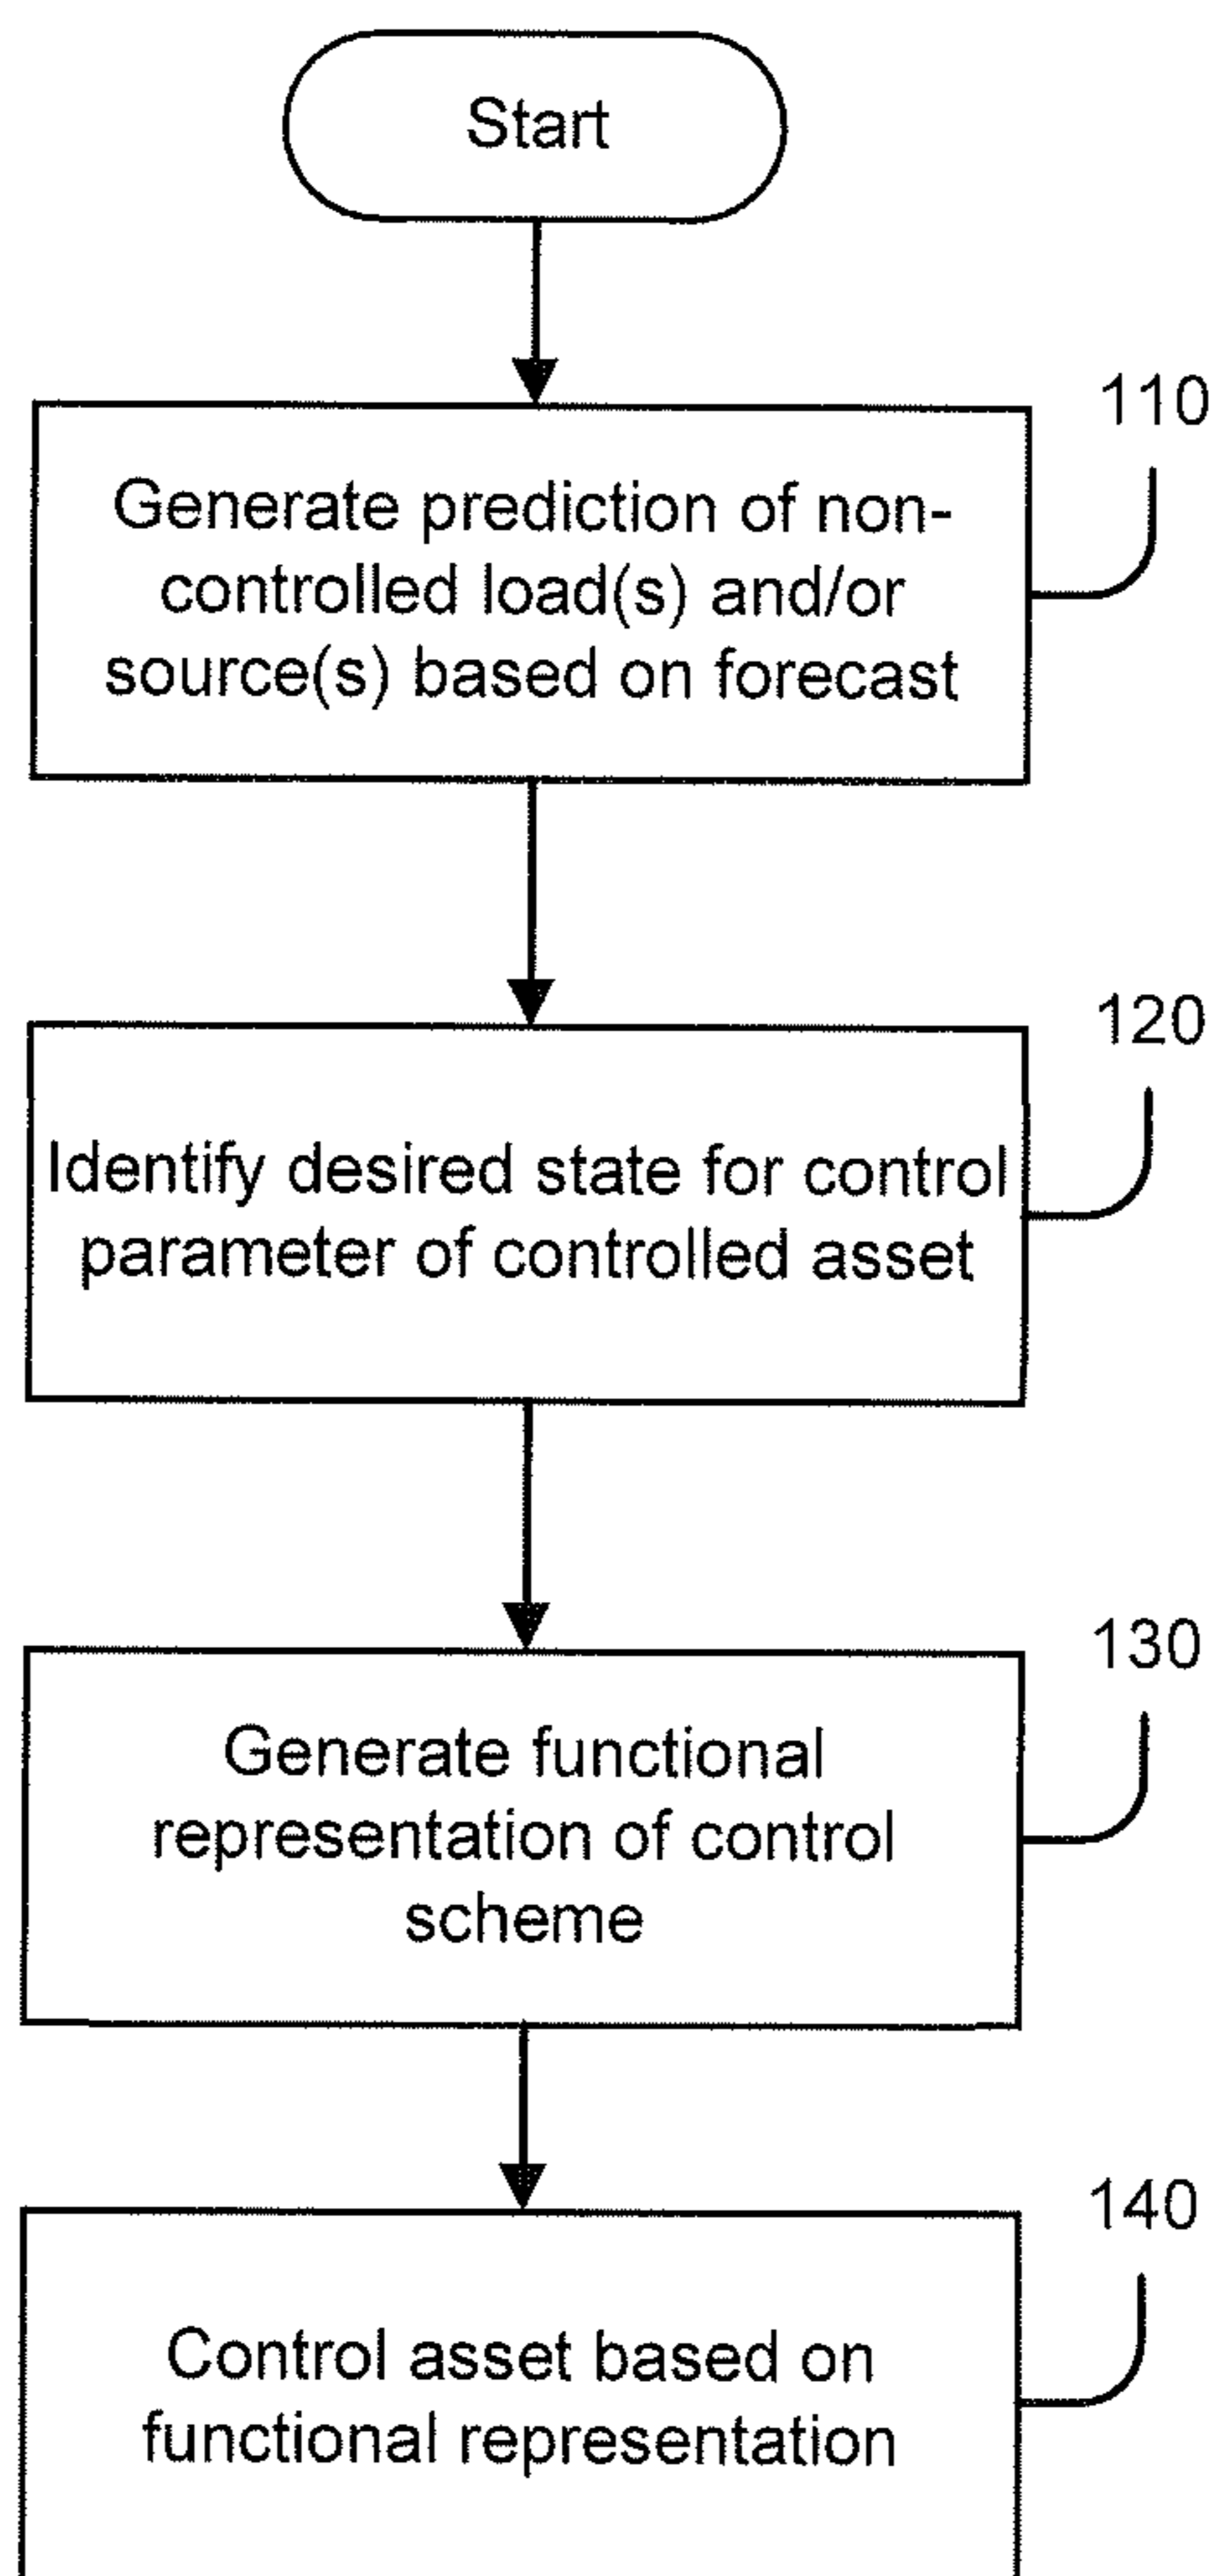 Start
110
Generate prediction of non-
controlled load(s) and/or
source(s) based on forecast
120
Identify desired state for control
parameter of controlled asset
130
Generate functional
representation of control
scheme
140
Control asset based on
functional representation